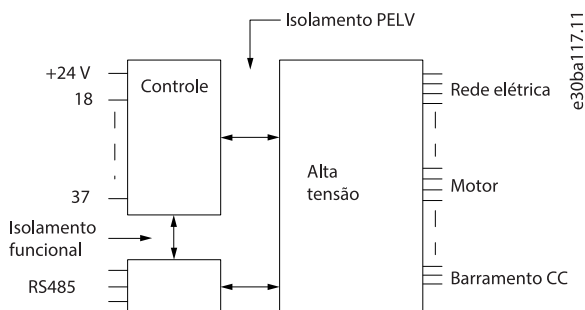 Isolamento PELV
+24 V
Controle
18
37
Alta
tensão
Rede elétrica
Motor
Isolamento
funcional
RS485
Barramento CC
e30ba117.11